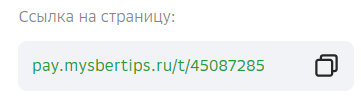 Ссылка на страницу:
pay.mysbertips.ru/t/45087285